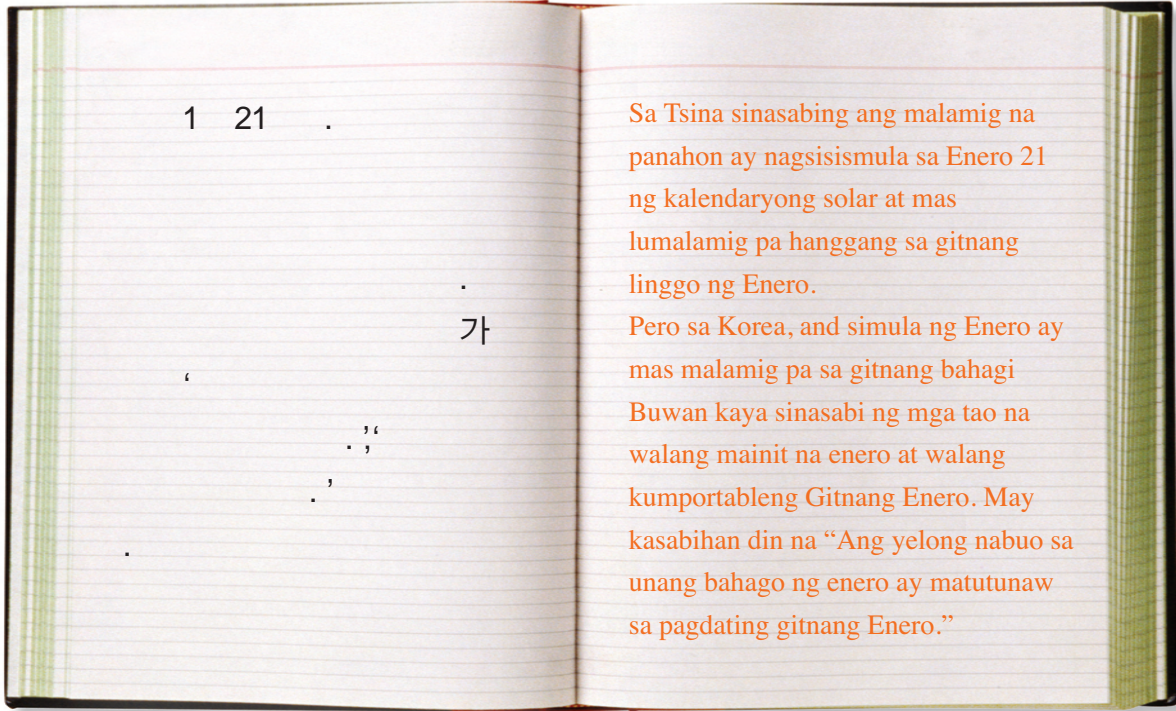 1 21 .
.
가
‘
. ’,‘
. ’
.
Sa Tsina sinasabing ang malamig na
panahon ay nagsisismula sa Enero 21
ng kalendaryong solar at mas
lumalamig pa hanggang sa gitnang
linggo ng Enero.
Pero sa Korea, and simula ng Enero ay
mas malamig pa sa gitnang bahagi
Buwan kaya sinasabi ng mga tao na
walang mainit na enero at walang
kumportableng Gitnang Enero. May
kasabihan din na “Ang yelong nabuo sa
unang bahago ng enero ay matutunaw
sa pagdating gitnang Enero.”